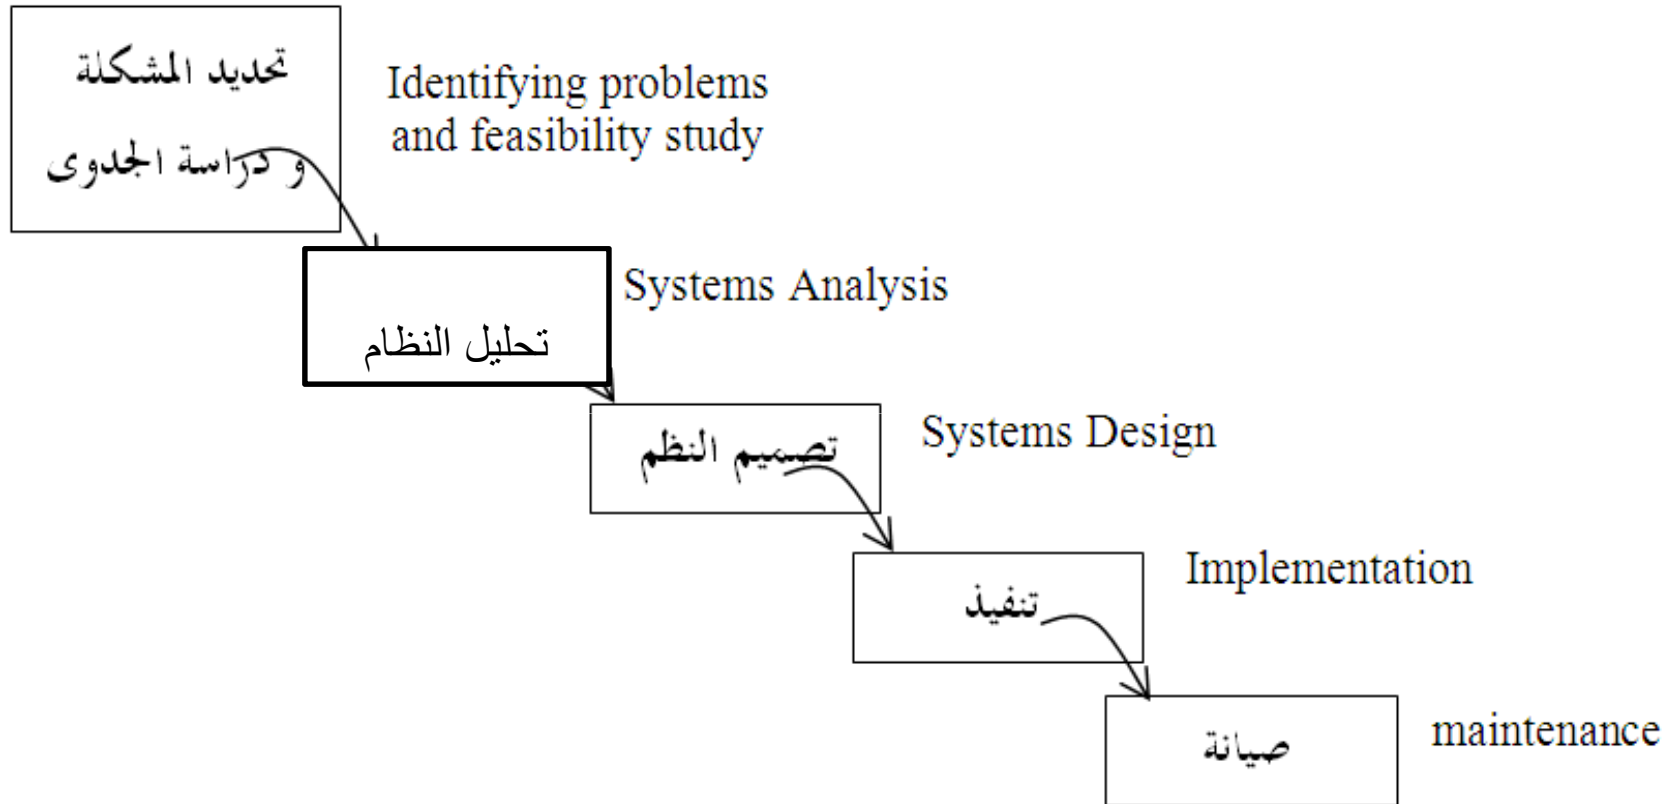 تحديد المشكلة
و دراسة الجدوى
Identifying problems
and feasibility study
تحليل النظام
Systems Analysis
تصميم النظم
Systems Design
تنفيذ
Implementation
صيانة
maintenance